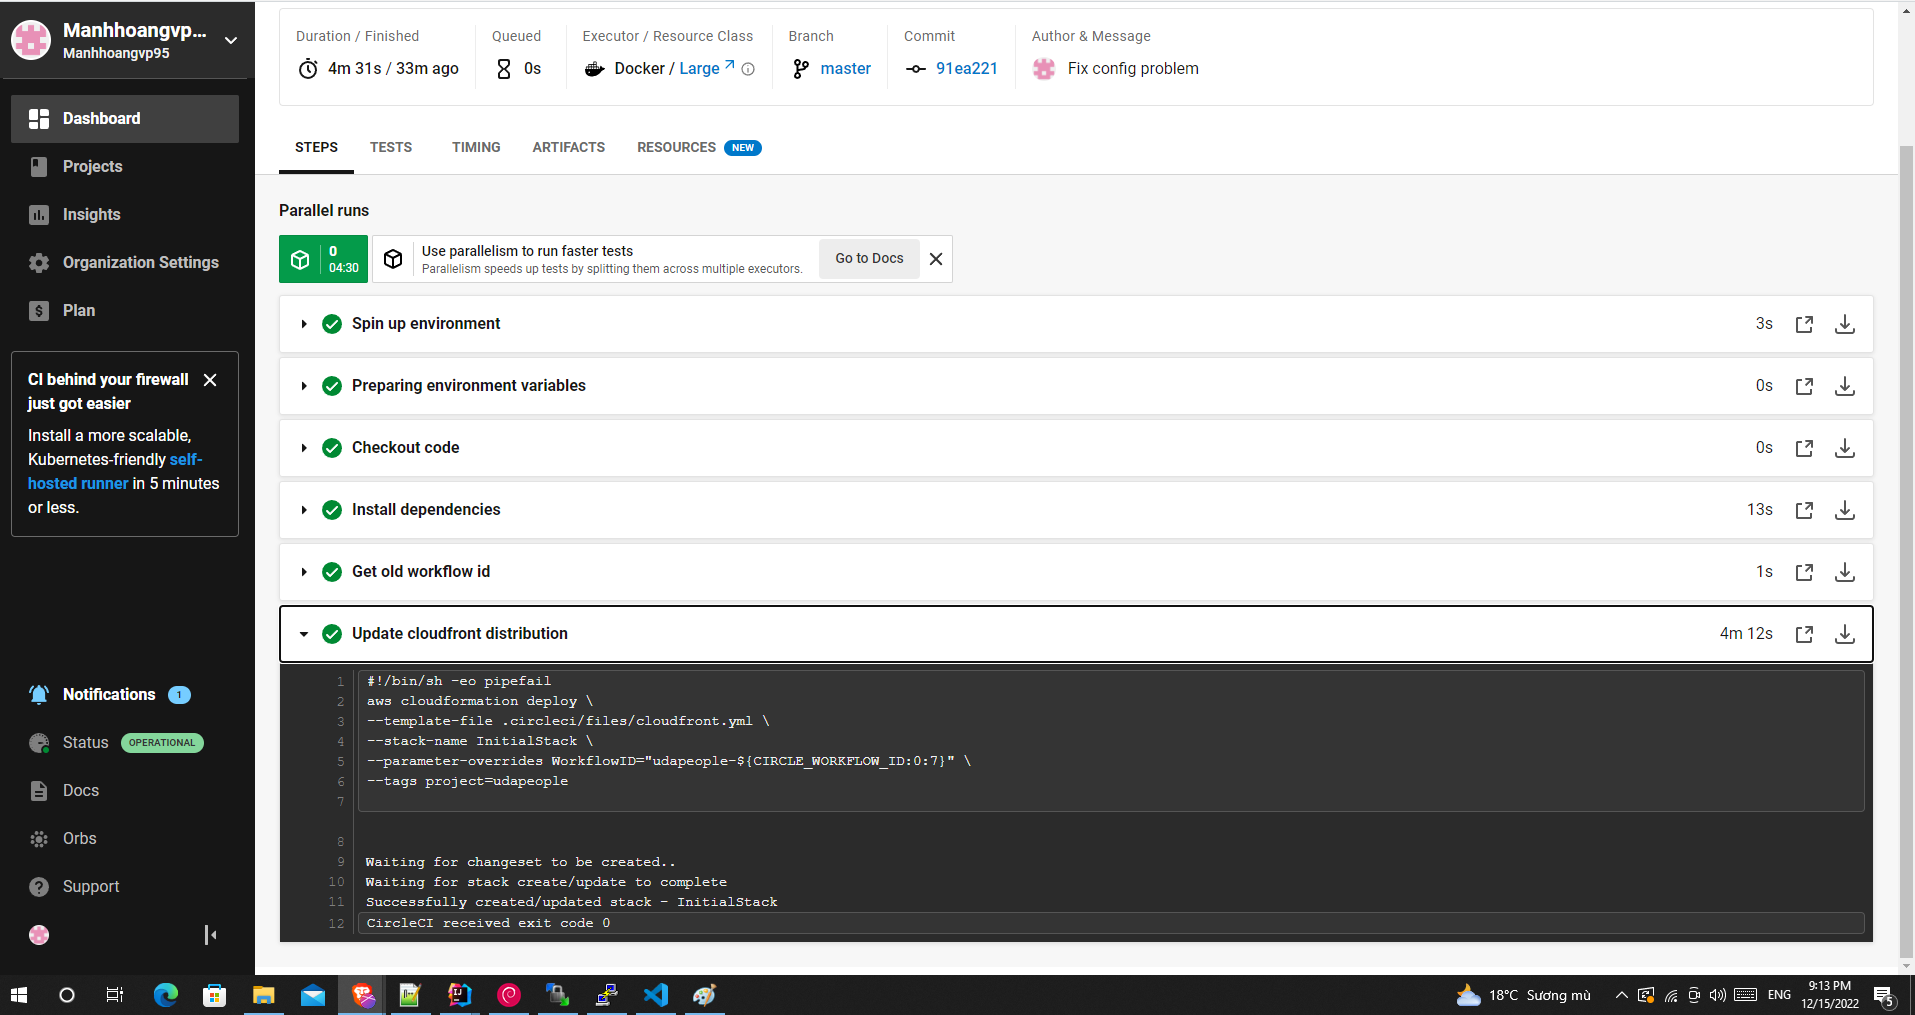 Manhhoangvp...
Manhhoangvp95
Dashboard
Projects
Insights
Organization Settings
Plan
CI behind your firewall
just got easier
Install a more scalable,
Kubernetes-friendly self-
hosted runner in 5 minutes
or less.
Notifications 1
Status OPERATIONAL
Docs
Orbs
Support
Duration / Finished Queued Executor / Resource Class Branch Commit Author & Message
4m 31s / 33m ago 0s Docker / Large master 91ea221 Fix config problem
STEPS TESTS TIMING ARTIFACTS RESOURCES NEW
Parallel runs
0
04:30
Use parallelism to run faster tests
Parallelism speeds up tests by splitting them across multiple executors.
Go to Docs
Spin up environment 3s
Preparing environment variables 0s
Checkout code 0s
Install dependencies 13s
Get old workflow id 1s
Update cloudfront distribution 4m 12s
1 #!/bin/sh -eo pipefail
2 aws cloudformation deploy \
3 --template-file .circleci/files/cloudfront.yml \
4 --stack-name InitialStack \
5 --parameter-overrides WorkflowID="udapeople-${CIRCLE_WORKFLOW_ID:0:7}" \
6 --tags project=udapeople
7
8
9 Waiting for changeset to be created..
10 Waiting for stack create/update to complete
11 Successfully created/updated stack - InitialStack
12 CircleCI received exit code 0
18°C Sương mù
ENG
9:13 PM
12/15/2022
5